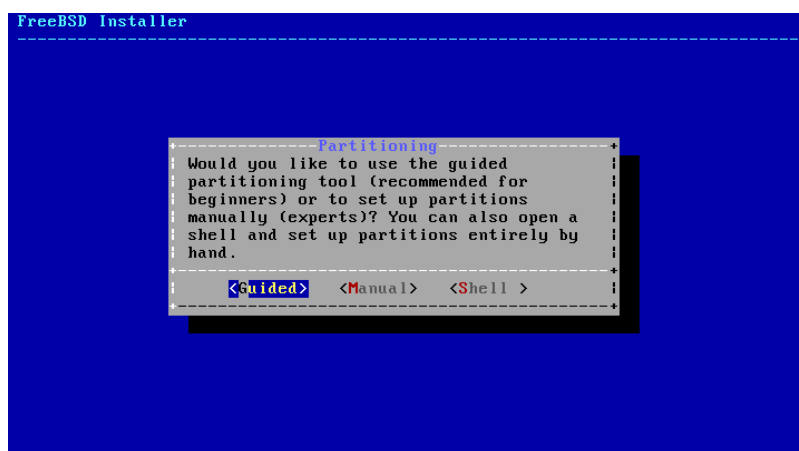 FreeBSD Installer
Partitioning
Would you like to use the guided
partitioning tool (recommended for
beginners) or to set up partitions
manually (experts)? You can also open a
shell and set up partitions entirely by
hand.
<Guided> <Manual> <Shell >